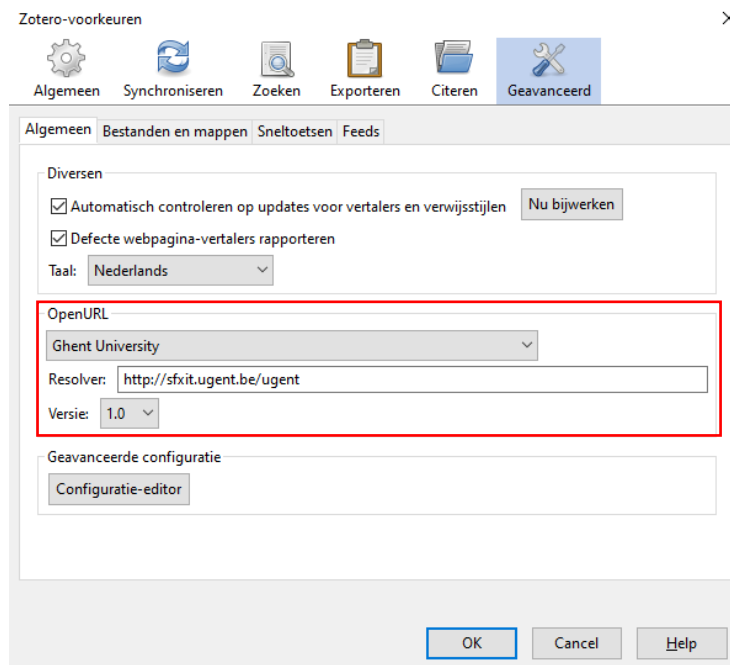 Zotero-voorkeuren
Algemeen Synchroniseren Zoeken Exporteren Citeren Geavanceerd
Algemeen Bestanden en mappen Sneltoetsen Feeds
Diversen
Automatisch controleren op updates voor vertalers en verwijsstijlen Nu bijwerken
Defecte webpagina-vertalers rapporteren
Taal: Nederlands
OpenURL
Ghent University
Resolver: http://sfxit.ugent.be/ugent
Versie: 1.0
Geavanceerde configuratie
Configuratie-editor
OK Cancel Help